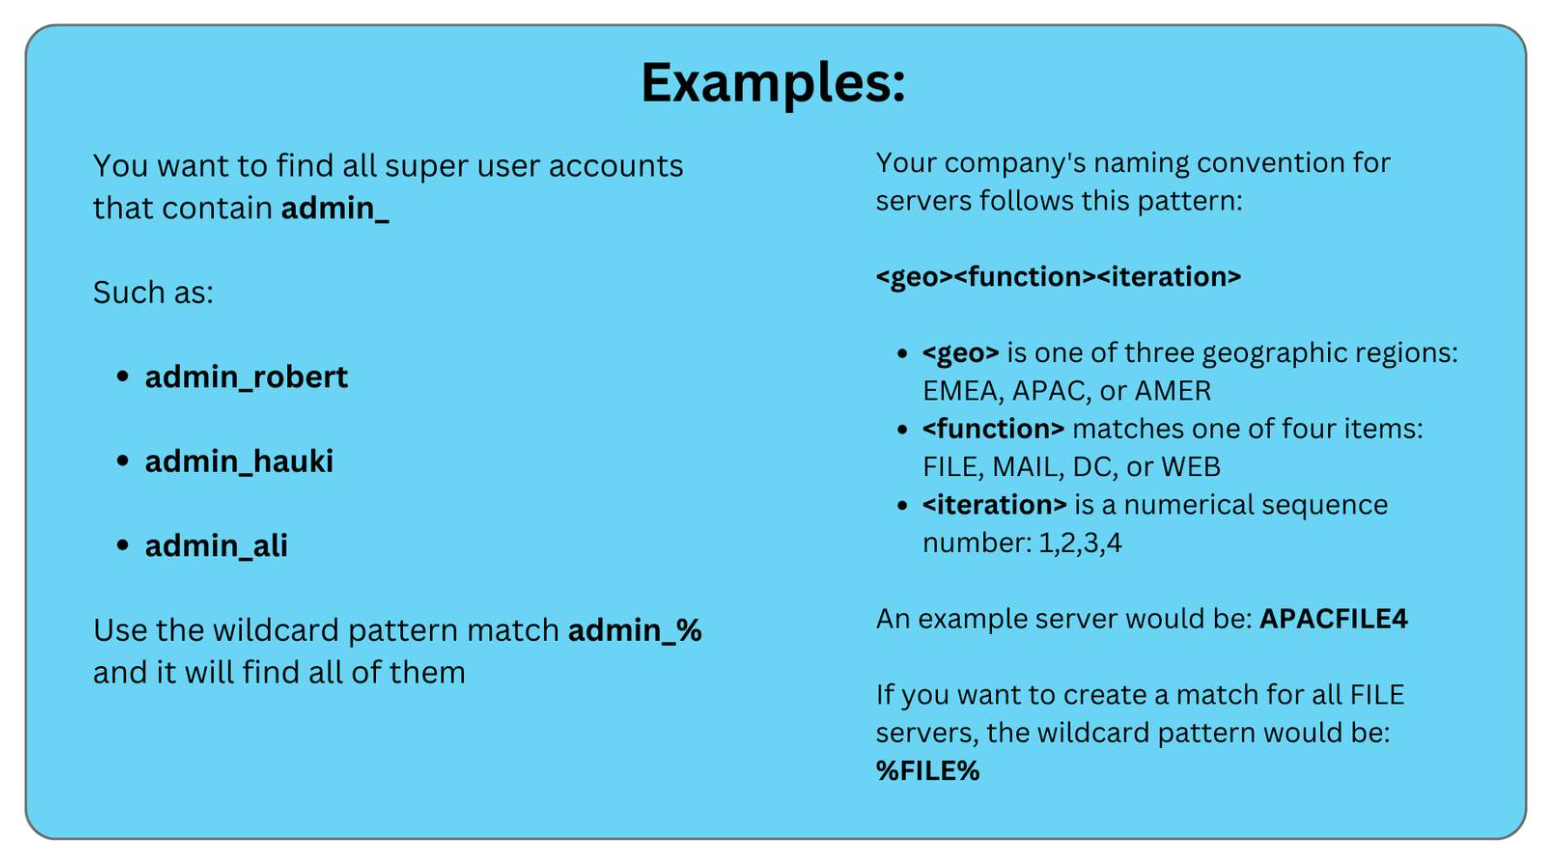 Examples:
You want to find all super user accounts
that contain admin_
Such as:
• admin_robert
• admin_hauki
• admin_ali
Use the wildcard pattern match admin_%
and it will find all of them
Your company's naming convention for
servers follows this pattern:
<geo><function><iteration>
• <geo> is one of three geographic regions:
EMEA, APAC, or AMER
• <function> matches one of four items:
FILE, MAIL, DC, or WEB
• <iteration> is a numerical sequence
number: 1,2,3,4
An example server would be: APACFILE4
If you want to create a match for all FILE
servers, the wildcard pattern would be:
%FILE%